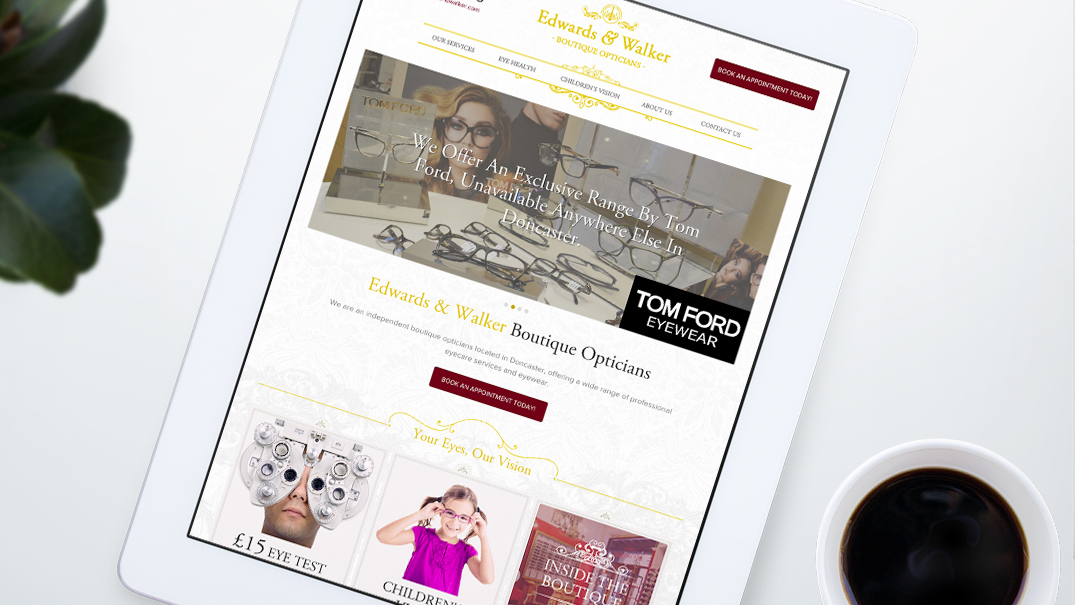 Edwards & Walker
- BOUTIQUE OPTICIANS -
BOOK AN APPOINTMENT TODAY!
OUR SERVICES
EYE HEALTH
CHILDREN'S VISION
ABOUT US
CONTACT US
TOM FORD
We Offer An Exclusive Range By Tom
Ford, Unavailable Anywhere Else In
Doncaster.
TOM FORD
EYEWEAR
Edwards & Walker Boutique Opticians
We are an independent boutique opticians located in Doncaster, offering a wide range of professional
eyecare services and eyewear.
BOOK AN APPOINTMENT TODAY!
Your Eyes, Our Vision
£15 EYE TEST
CHILDREN'S
INSIDE THE
BOUTIQUE